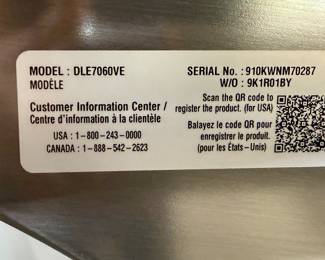 MODEL : DLE7060VE
MODÈLE
SERIAL No. : 910KWNM70287
W/O : 9K1R01BY
Customer Information Center /
Centre d'information à la clientèle
USA : 1-800-243-0000
CANADA : 1-888-542-2623
Scan the QR code to
register the product. (for USA)
Balayez le code QR pour
enregistrer le produit.
(pour les États-Unis)